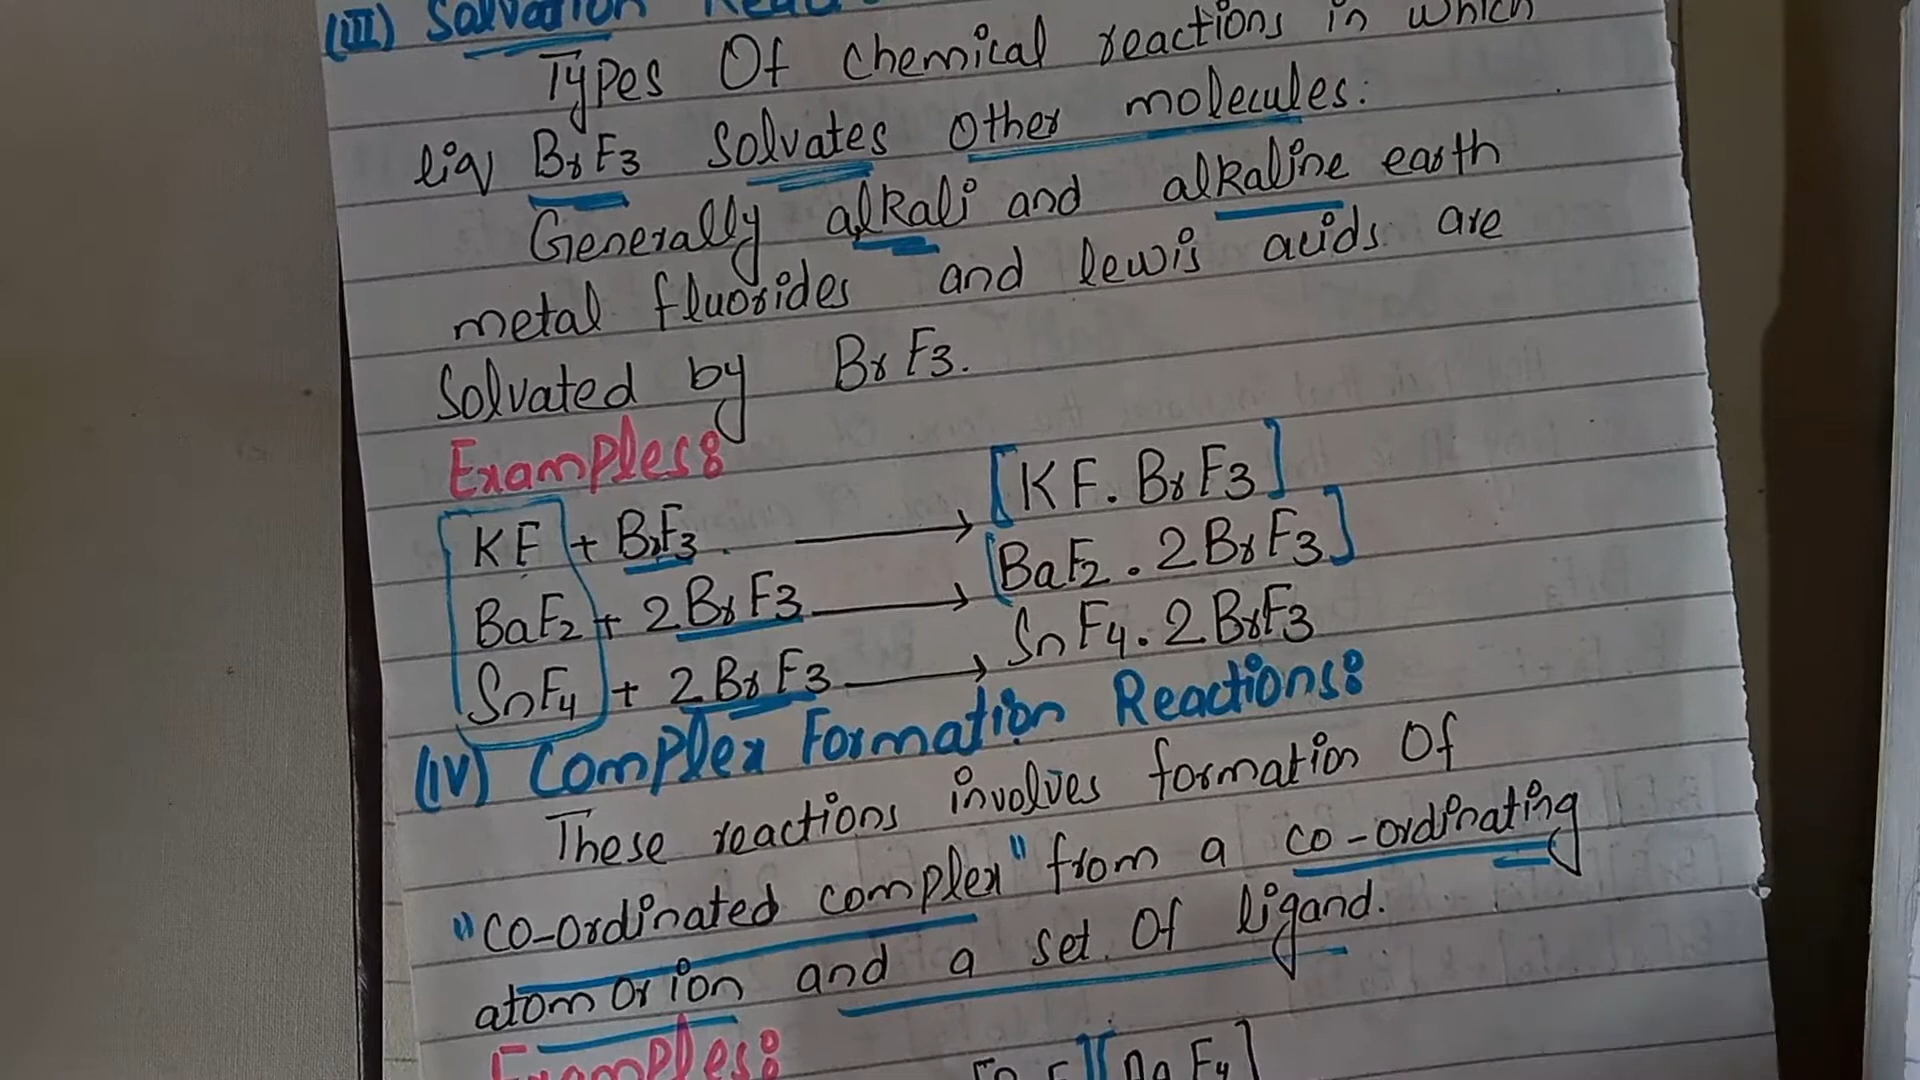 (III) Solvation
Types Of chemical reactions in which
liq BrF3 Solvates Other molecules.
Generally alkali and alkaline earth
metal fluorides and lewis acids are
Solvated by BrF3.
Examples:
KF + BrF3 → [KF. BrF3]
BaF2 + 2BrF3 → [BaF2 . 2BrF3]
SnF4 + 2BrF3 → SnF4. 2BrF3
(IV) Complex Formation Reactions:
These reactions involves formation Of
"co-ordinated complex" from a co-ordinating
atom or ion and a set Of ligand.
Examples: